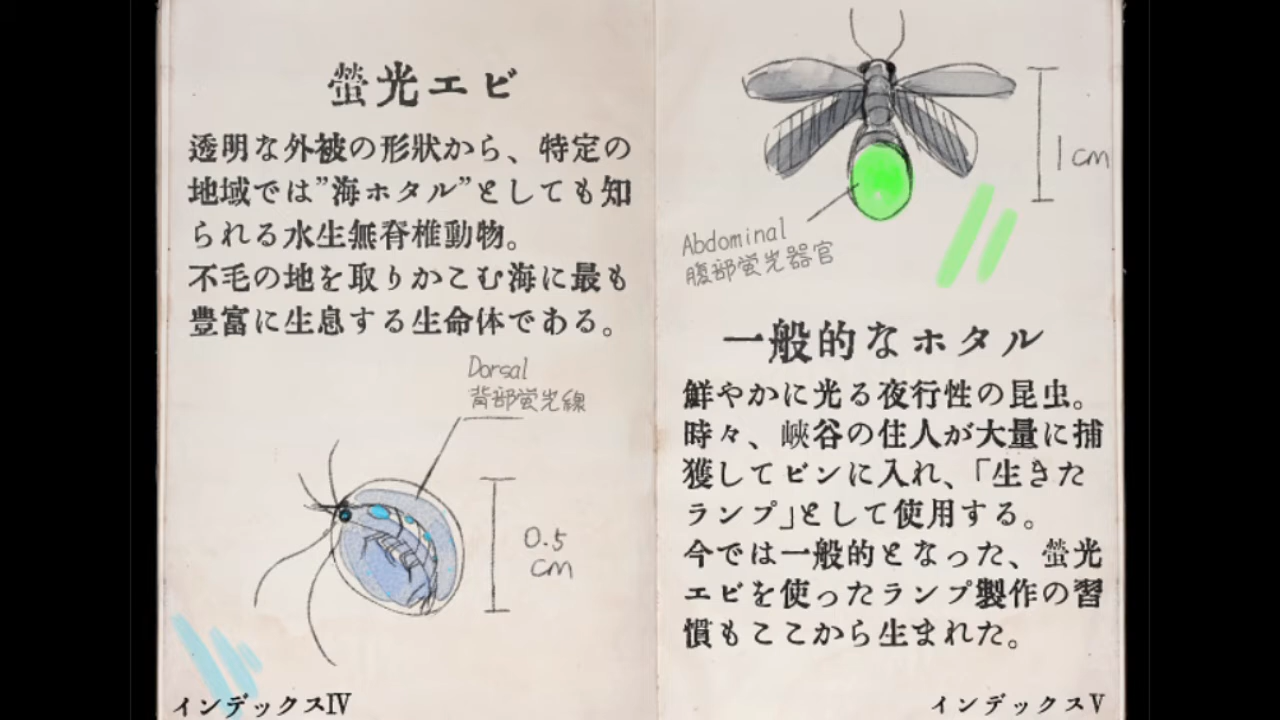 螢光エビ
透明な外被の形狀から、特定の
地域では”海ホタル”としても知
られる水生無脊椎動物。
不毛の地を取りかこむ海に最も
豊富に生息する生命体である。
Dorsal
背部螢光線
0.5
cm
インデックスⅣ
1cm
Abdominal
腹部螢光器官
一般的なホタル
鮮やかに光る夜行性の昆虫。
時々、峽谷の住人が大量に捕
獲してビンに入れ、「生きた
ランプ」として使用する。
今では一般的となった、螢光
エビを使ったランプ製作の習
慣もここから生まれた。
インデックスⅤ